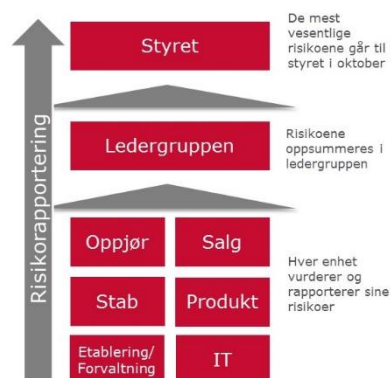 Risikorapportering
Styret
De mest
vesentlige
risikoene går til
styret i oktober
Ledergruppen
Risikoene
oppsummeres i
ledergruppen
Oppjør
Salg
Stab
Produkt
Etablering/
Forvaltning
IT
Hver enhet
vurderer og
rapporterer sine
risikoer